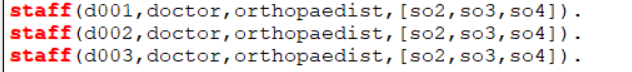 staff(d001,doctor,orthopaedist,[so2,so3,so4]).
staff(d002,doctor,orthopaedist,[so2,so3,so4]).
staff(d003,doctor,orthopaedist,[so2,so3,so4]).